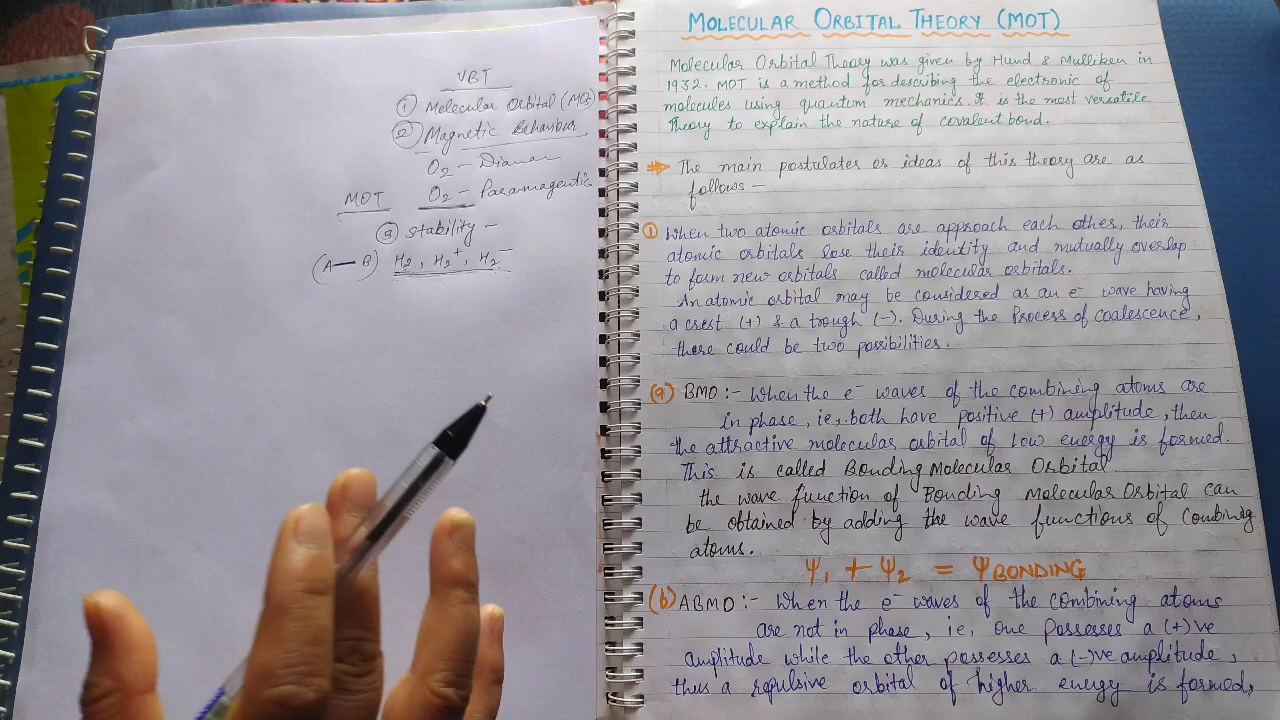 VBT
① Molecular Orbital (MO)
② Magnetic Behaviour
O₂ - Diaman
MOT O₂ - Paramagentic
③ stability -
(A — B) H₂, H₂⁺, H₂⁻
MOLECULAR ORBITAL THEORY (MOT)
Molecular Orbital Theory was given by Hund & Mulliken in
1932. MOT is a method for describing the electronic of
molecules using quantum mechanics. It is the most versatile
Theory to explain the nature of covalent bond.
⇒ The main postulates or ideas of this theory are as
follows -
① When two atomic orbitals are approach each other, their
atomic orbitals lose their identity and mutually overlap
to form new orbitals called molecular orbitals.
An atomic orbital may be considered as an e⁻ wave having
a crest (+) & a trough (-). During the Process of coalescence,
there could be two possibilities.
(a) BMO :- When the e⁻ waves of the combining atoms are
in phase, ie, both have positive (+) amplitude, then
the attractive molecular orbital of low energy is formed.
This is called Bonding Molecular Orbital
The wave function of Bonding Molecular Orbital can
be obtained by adding the wave functions of combining
atoms.
Ψ₁ + Ψ₂ = Ψ BONDING
(b) ABMO :- When the e⁻ waves of the combining atoms
are not in phase, ie, one possesses a (+)ve
amplitude while the other possesses a (-)ve amplitude,
thus a repulsive orbital of higher energy is formed,